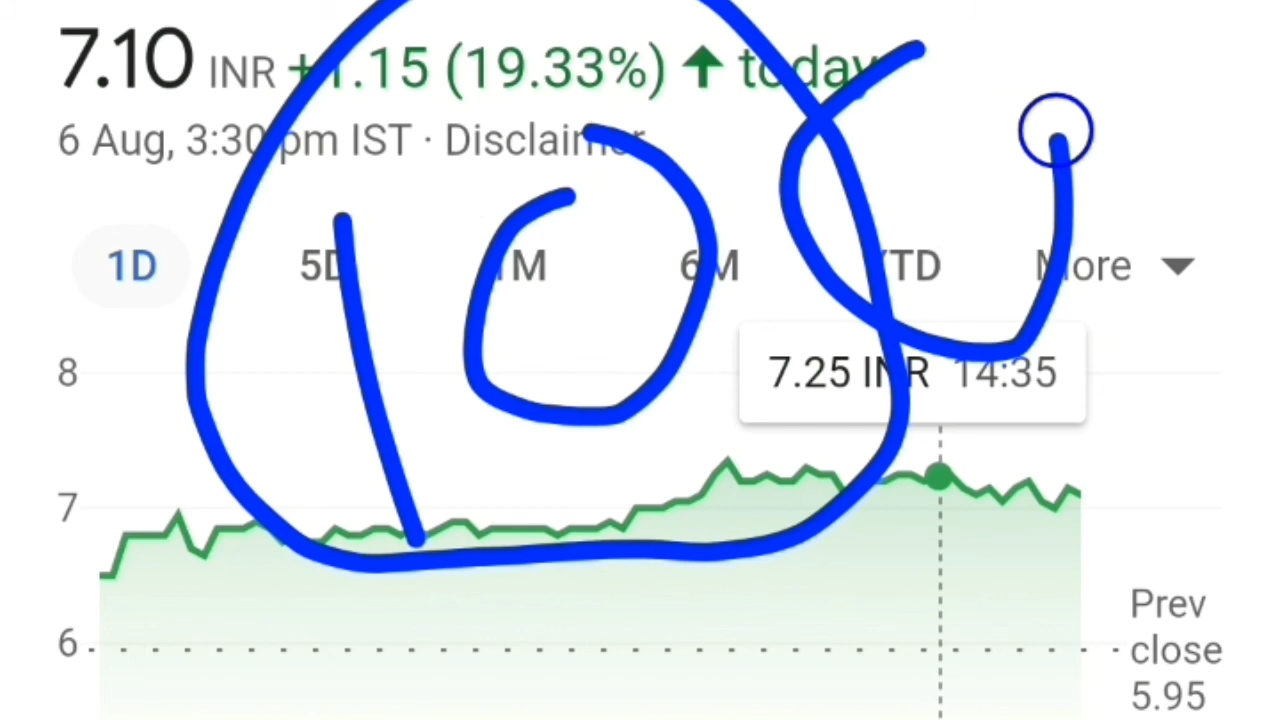 7.10 INR +1.15 (19.33%) ↑ today
6 Aug, 3:30 pm IST · Disclaimer
1D 5D 1M 6M YTD More
10
7.25 INR 14:35
8
7
6
Prev
close
5.95